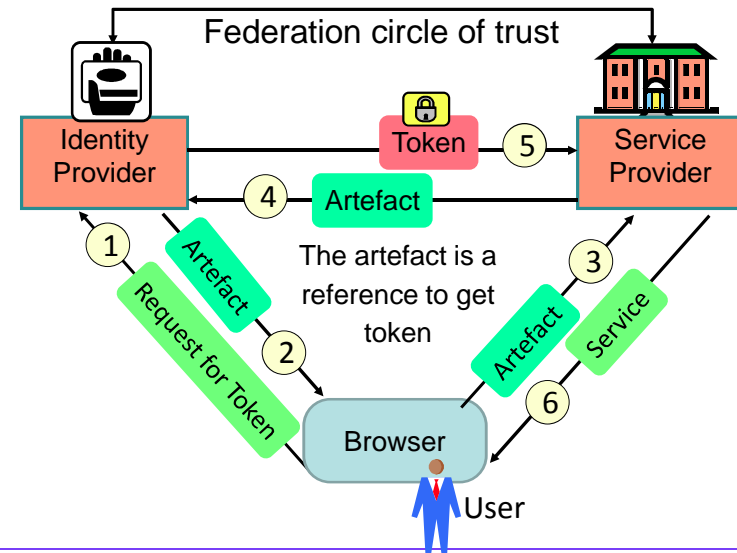 Federation circle of trust
Identity
Provider
Token
5
Service
Provider
4
Artefact
1
Artefact
The artefact is a
reference to get
token
3
Request for Token
2
Artefact
Service
6
Browser
User